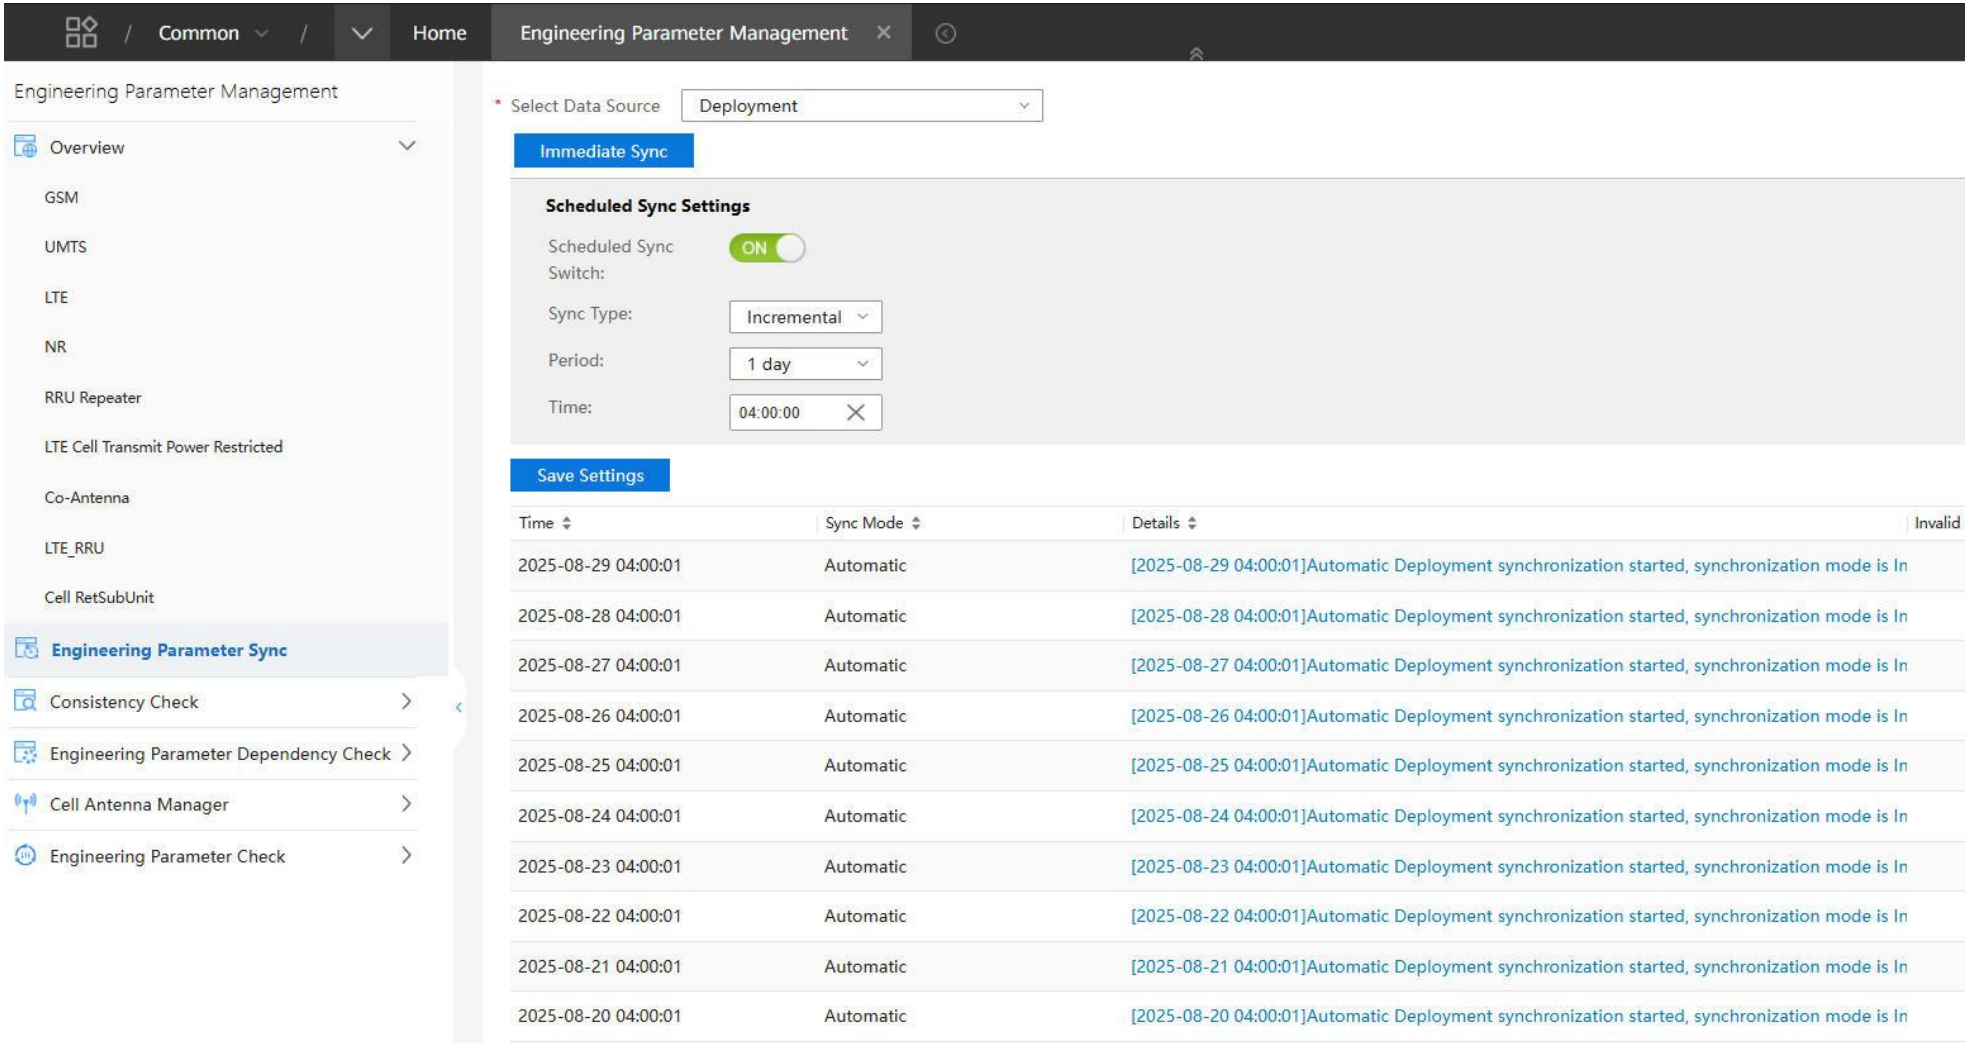 / Common / Home Engineering Parameter Management
Engineering Parameter Management
Overview
GSM
UMTS
LTE
NR
RRU Repeater
LTE Cell Transmit Power Restricted
Co-Antenna
LTE_RRU
Cell RetSubUnit
Engineering Parameter Sync
Consistency Check
Engineering Parameter Dependency Check
Cell Antenna Manager
Engineering Parameter Check
* Select Data Source Deployment
Immediate Sync
Scheduled Sync Settings
Scheduled Sync
Switch:
ON
Sync Type: Incremental
Period: 1 day
Time: 04:00:00
Save Settings
Time Sync Mode Details Invalid
2025-08-29 04:00:01 Automatic [2025-08-29 04:00:01]Automatic Deployment synchronization started, synchronization mode is In
2025-08-28 04:00:01 Automatic [2025-08-28 04:00:01]Automatic Deployment synchronization started, synchronization mode is In
2025-08-27 04:00:01 Automatic [2025-08-27 04:00:01]Automatic Deployment synchronization started, synchronization mode is In
2025-08-26 04:00:01 Automatic [2025-08-26 04:00:01]Automatic Deployment synchronization started, synchronization mode is In
2025-08-25 04:00:01 Automatic [2025-08-25 04:00:01]Automatic Deployment synchronization started, synchronization mode is In
2025-08-24 04:00:01 Automatic [2025-08-24 04:00:01]Automatic Deployment synchronization started, synchronization mode is In
2025-08-23 04:00:01 Automatic [2025-08-23 04:00:01]Automatic Deployment synchronization started, synchronization mode is In
2025-08-22 04:00:01 Automatic [2025-08-22 04:00:01]Automatic Deployment synchronization started, synchronization mode is In
2025-08-21 04:00:01 Automatic [2025-08-21 04:00:01]Automatic Deployment synchronization started, synchronization mode is In
2025-08-20 04:00:01 Automatic [2025-08-20 04:00:01]Automatic Deployment synchronization started, synchronization mode is In